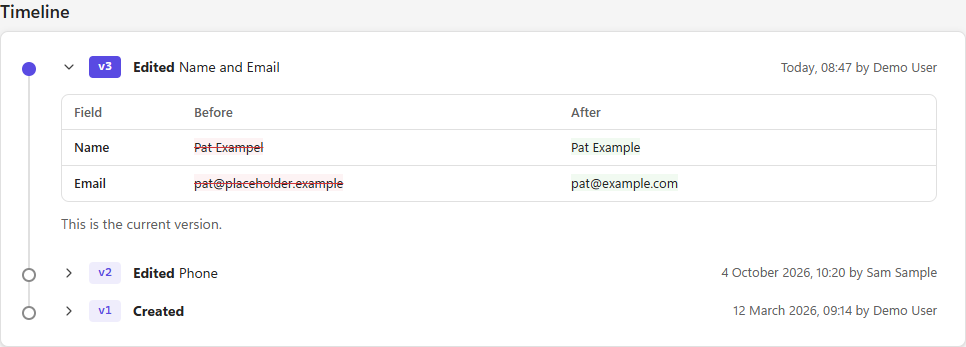 Timeline
v3 Edited Name and Email Today, 08:47 by Demo User
Field Before After
Name Pat Exampel Pat Example
Email pat@placeholder.example pat@example.com
This is the current version.
v2 Edited Phone 4 October 2026, 10:20 by Sam Sample
v1 Created 12 March 2026, 09:14 by Demo User